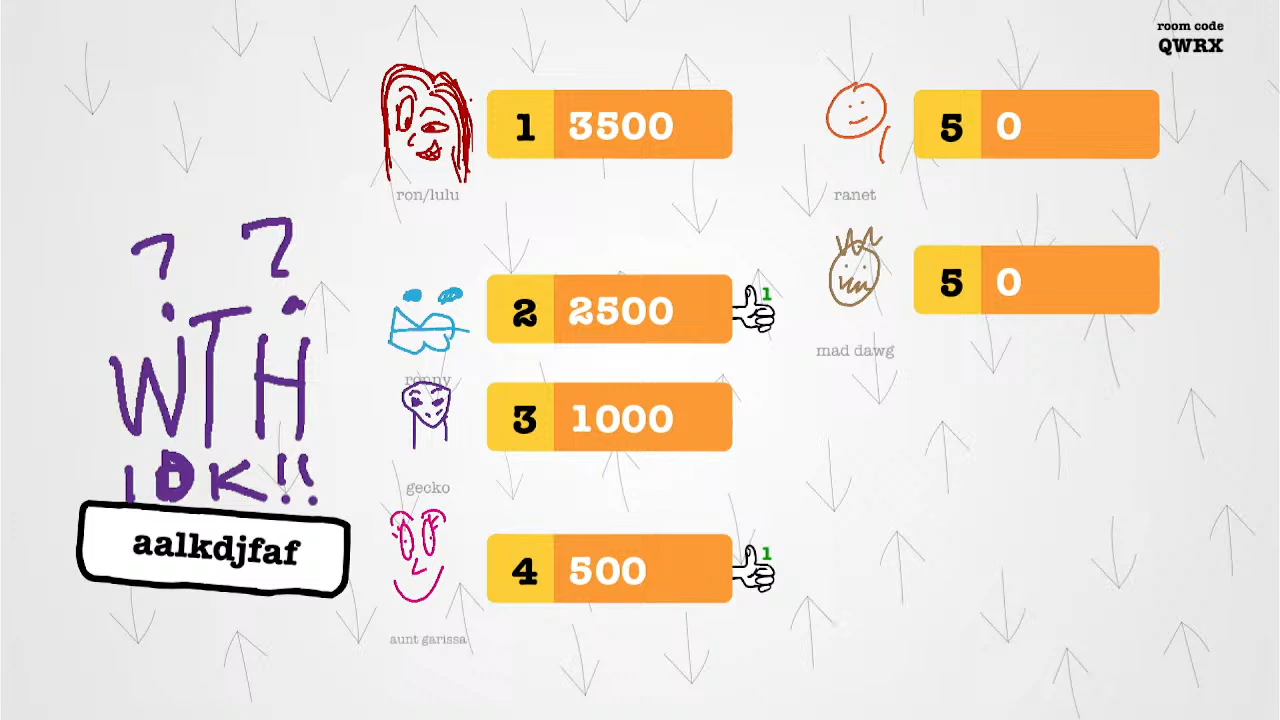 room code
QWRX
? ?
WTH
IDK!!
aalkdjfaf
1 3500
ron/lulu
2 2500
1
ronny
3 1000
gecko
4 500
1
aunt garissa
5 0
ranet
5 0
mad dawg